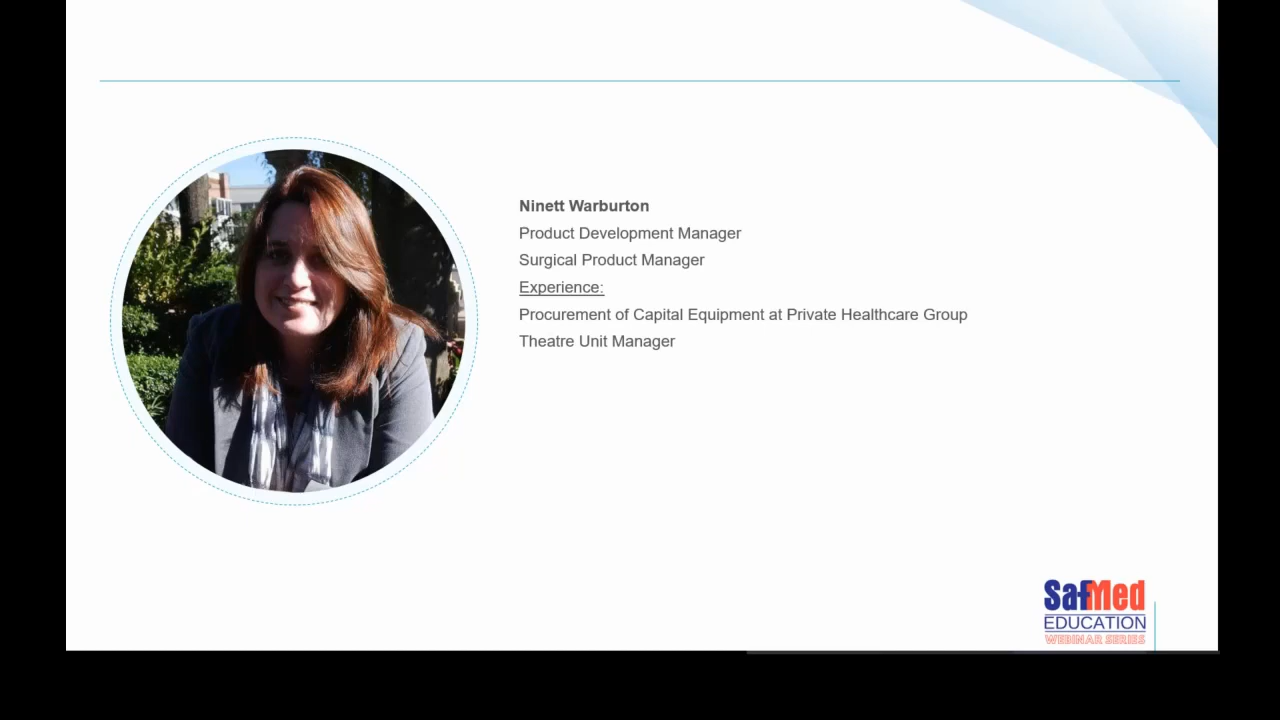 Ninett Warburton
Product Development Manager
Surgical Product Manager
Experience:
Procurement of Capital Equipment at Private Healthcare Group
Theatre Unit Manager
SafMed
EDUCATION
WEBINAR SERIES